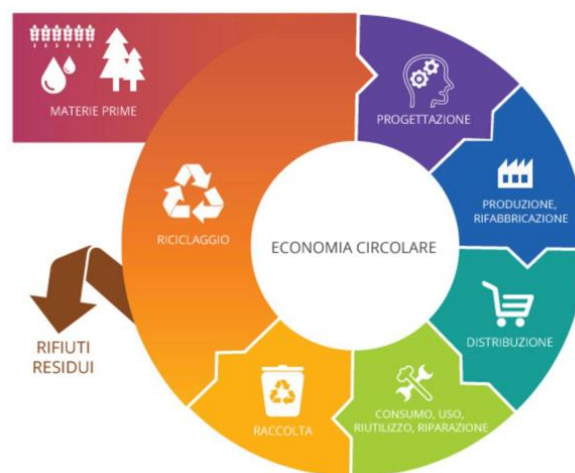 MATERIE PRIME
PROGETTAZIONE
PRODUZIONE,
RIFABBRICAZIONE
RICICLAGGIO
ECONOMIA CIRCOLARE
DISTRIBUZIONE
RIFIUTI
RESIDUI
CONSUMO, USO,
RIUTILIZZO, RIPARAZIONE
RACCOLTA